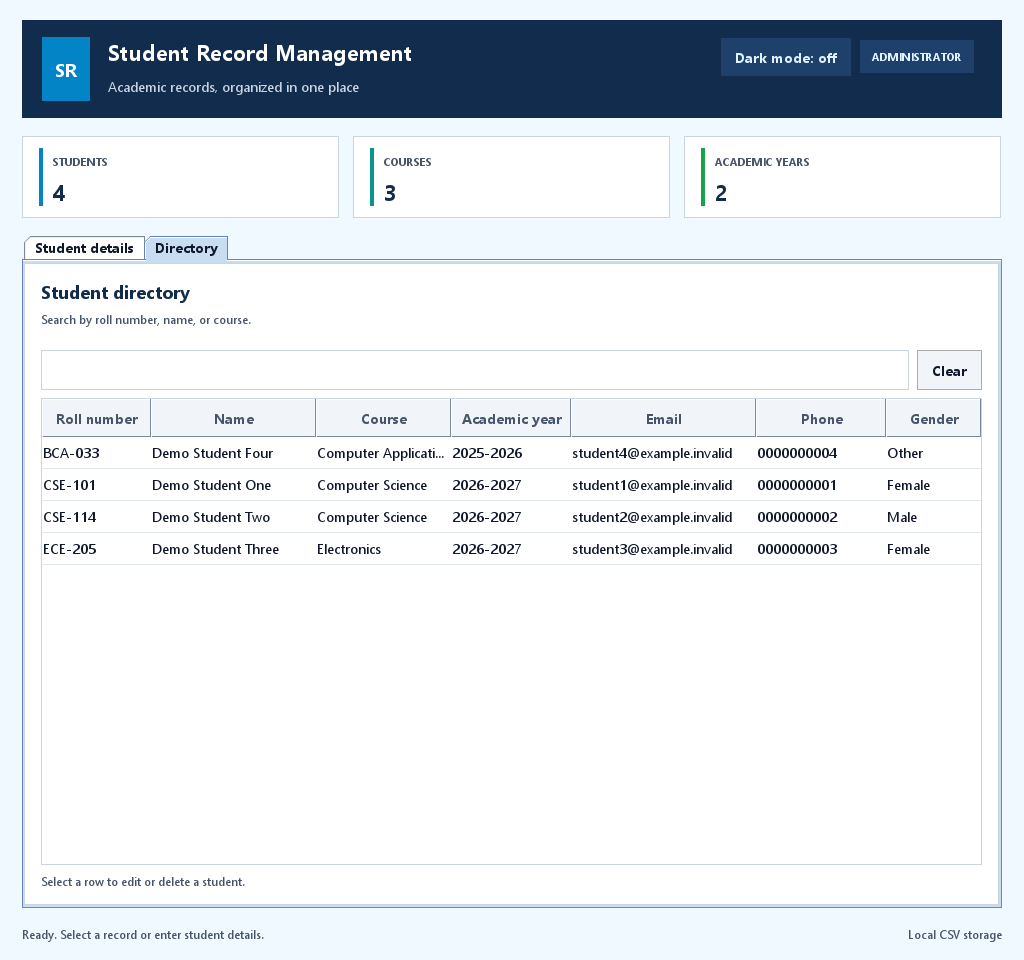 SR
Student Record Management
Academic records, organized in one place
Dark mode: off
ADMINISTRATOR
STUDENTS
4
COURSES
3
ACADEMIC YEARS
2
Student details
Directory
Student directory
Search by roll number, name, or course.
Clear
Roll number Name Course Academic year Email Phone Gender
BCA-033 Demo Student Four Computer Applicati... 2025-2026 student4@example.invalid 0000000004 Other
CSE-101 Demo Student One Computer Science 2026-2027 student1@example.invalid 0000000001 Female
CSE-114 Demo Student Two Computer Science 2026-2027 student2@example.invalid 0000000002 Male
ECE-205 Demo Student Three Electronics 2026-2027 student3@example.invalid 0000000003 Female
Select a row to edit or delete a student.
Ready. Select a record or enter student details.
Local CSV storage